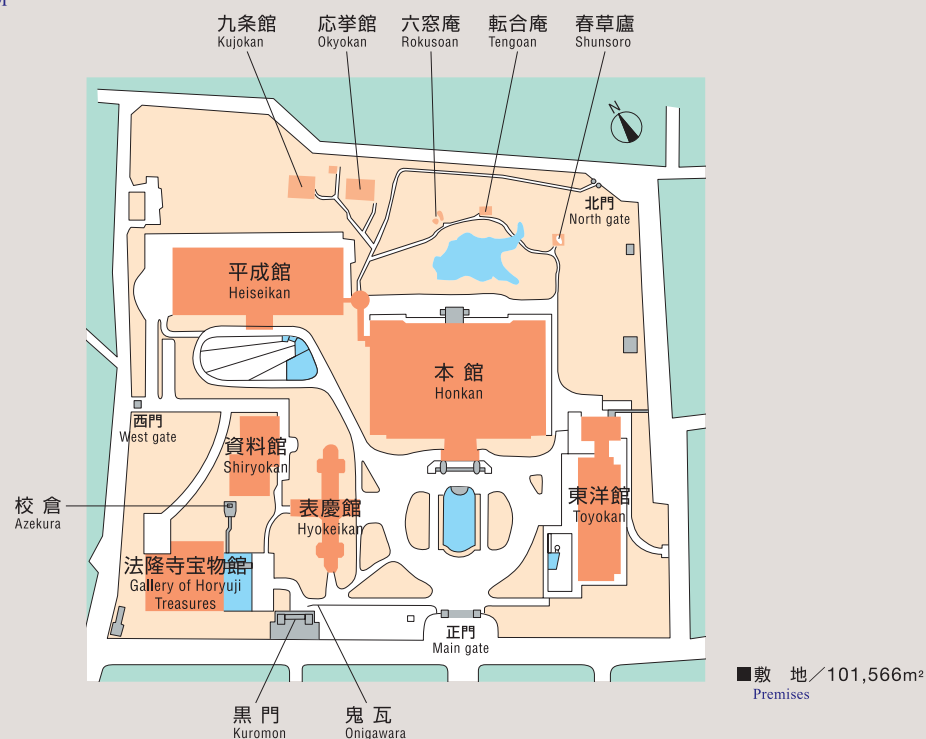 九条館
Kujokan
応挙館
Okyokan
六窓庵
Rokusoan
転合庵
Tengoan
春草廬
Shunsoro
N
北門
North gate
平成館
Heiseikan
本 館
Honkan
西門
West gate
資料館
Shiryokan
校 倉
Azekura
表慶館
Hyokeikan
東洋館
Toyokan
法隆寺宝物館
Gallery of Horyuji
Treasures
正門
Main gate
黒 門
Kuromon
鬼 瓦
Onigawara
■敷 地／101,566m²
Premises